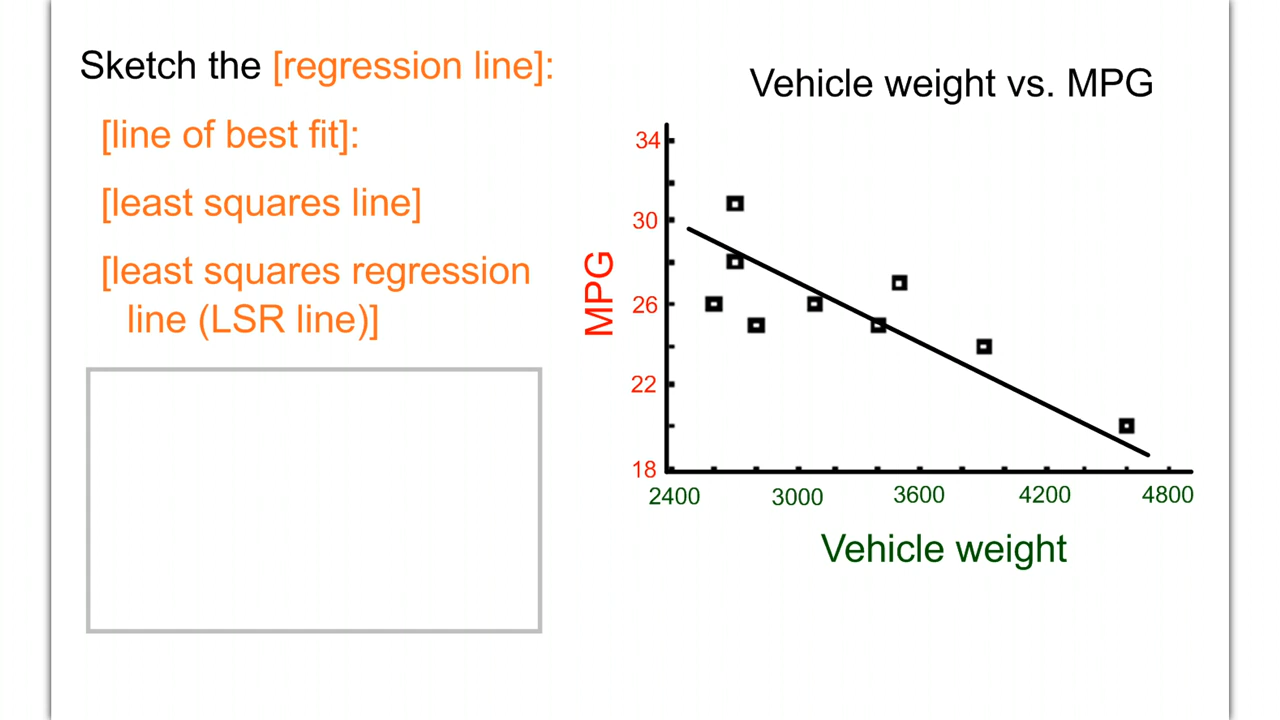 Sketch the [regression line]:
[line of best fit]:
[least squares line]
[least squares regression
line (LSR line)]
Vehicle weight vs. MPG
34
30
26
22
18
MPG
2400 3000 3600 4200 4800
Vehicle weight